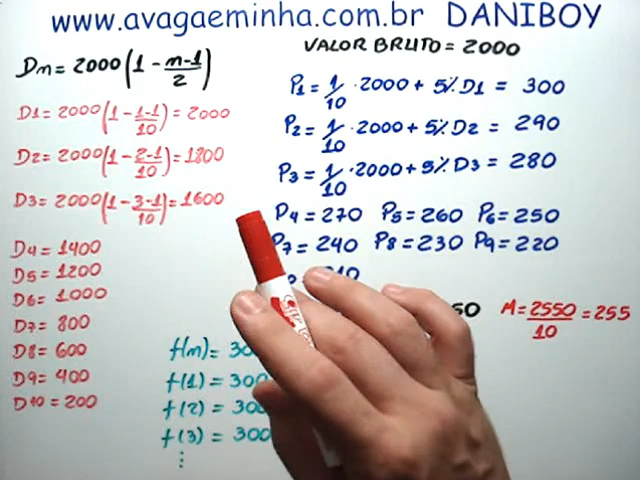 www.avagaeminha.com.br DANIBOY
Dn = 2000(1 - n-1/2)
VALOR BRUTO = 2000
D1 = 2000(1 - 1-1/10) = 2000
D2 = 2000(1 - 2-1/10) = 1800
D3 = 2000(1 - 3-1/10) = 1600
D4 = 1400
D5 = 1200
D6 = 1000
D7 = 800
D8 = 600
D9 = 400
D10 = 200
P1 = 1/10 · 2000 + 5% D1 = 300
P2 = 1/10 · 2000 + 5% D2 = 290
P3 = 1/10 · 2000 + 5% D3 = 280
P4 = 270 P5 = 260 P6 = 250
P7 = 240 P8 = 230 P9 = 220
M = 2550/10 = 255
f(n) = 30
f(1) = 300
f(2) = 300
f(3) = 300
⋮